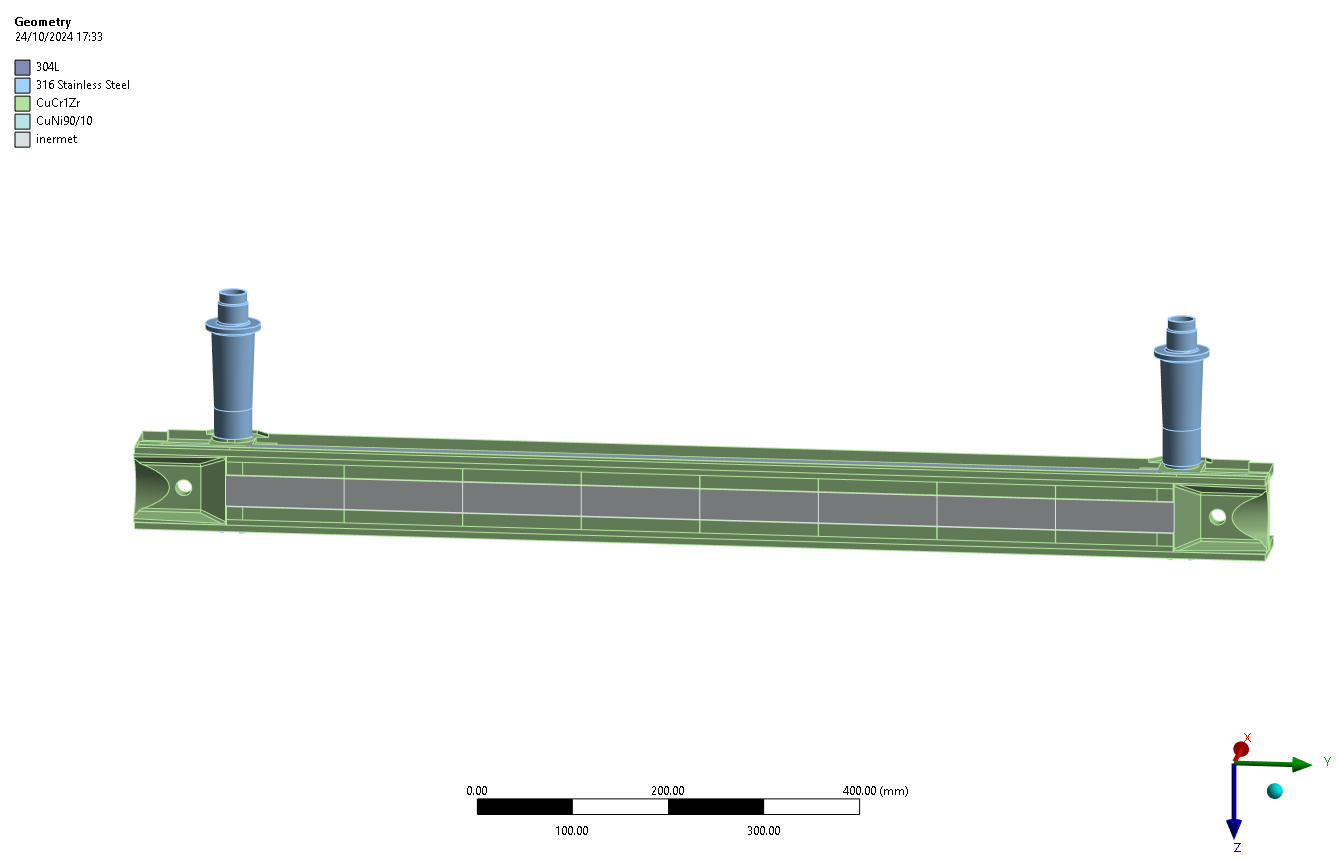 Geometry
24/10/2024 17:33
304L
316 Stainless Steel
CuCr1Zr
CuNi90/10
inermet
0.00 200.00 400.00 (mm)
100.00 300.00
X
Y
Z